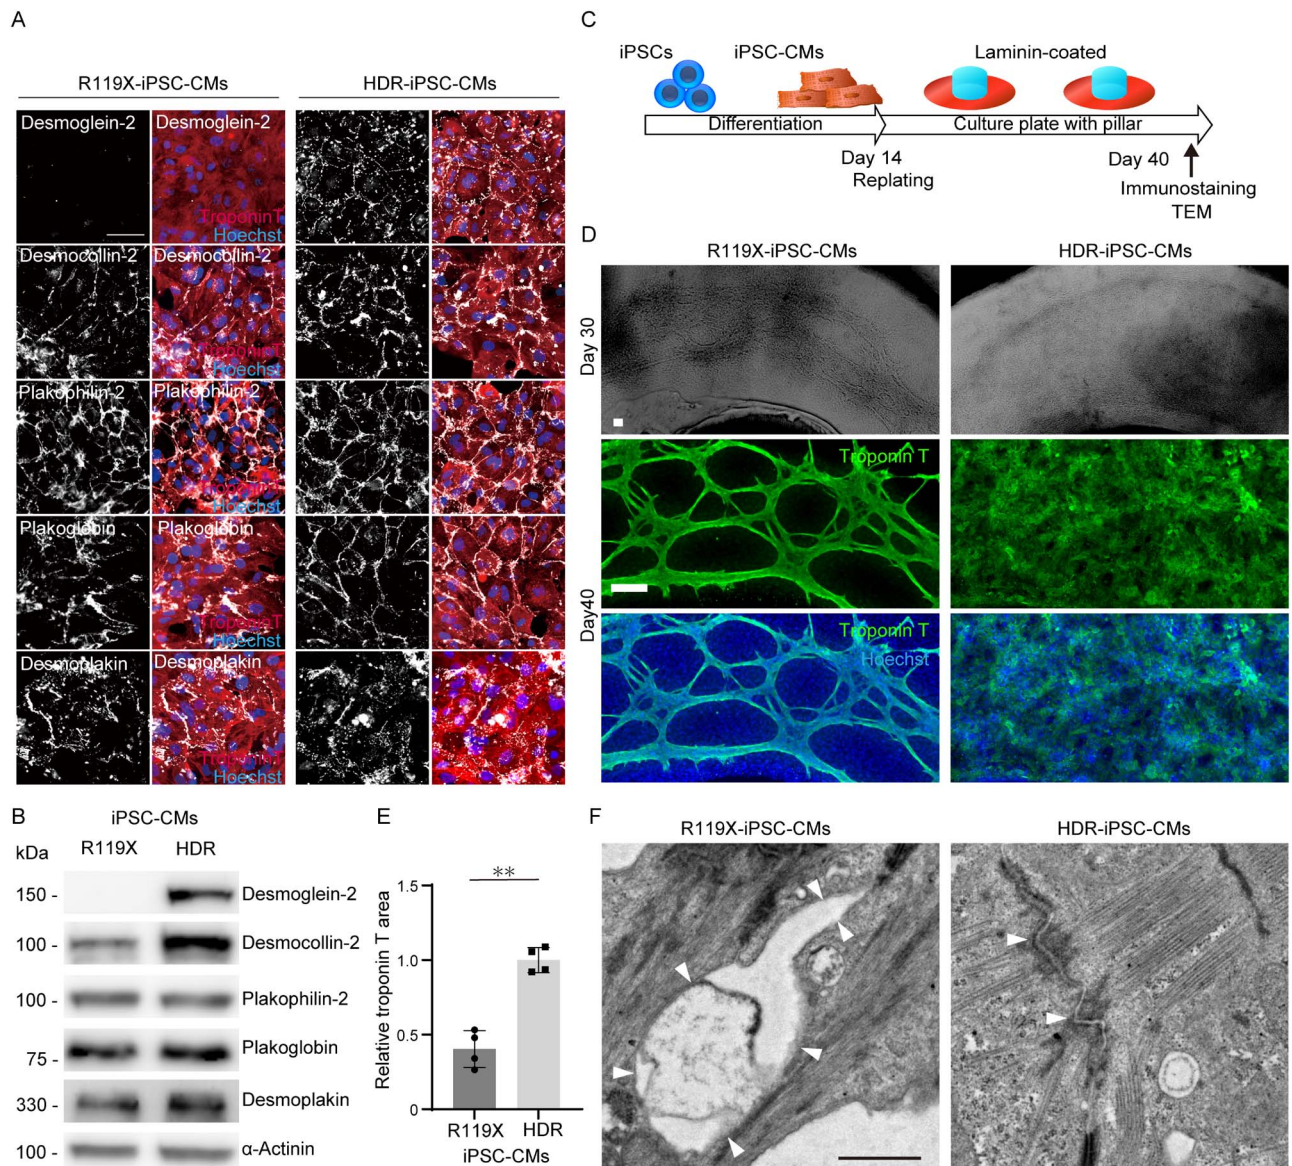 A
R119X-iPSC-CMs
HDR-iPSC-CMs
Desmoglein-2
Desmoglein-2
TroponinT
Hoechst
Desmocollin-2
Desmocollin-2
TroponinT
Hoechst
Plakophilin-2
Plakophilin-2
TroponinT
Hoechst
Plakoglobin
Plakoglobin
TroponinT
Hoechst
Desmoplakin
Desmoplakin
TroponinT
Hoechst
B
iPSC-CMs
kDa
R119X
HDR
150 -
Desmoglein-2
100 -
Desmocollin-2
100 -
Plakophilin-2
75 -
Plakoglobin
330 -
Desmoplakin
100 -
α-Actinin
C
iPSCs
iPSC-CMs
Laminin-coated
Differentiation
Culture plate with pillar
Day 14
Replating
Day 40
Immunostaining
TEM
D
R119X-iPSC-CMs
HDR-iPSC-CMs
Day 30
Day40
Troponin T
Troponin T
Hoechst
E
**
Relative troponin T area
1.5
1.0
0.5
0
R119X
HDR
iPSC-CMs
F
R119X-iPSC-CMs
HDR-iPSC-CMs